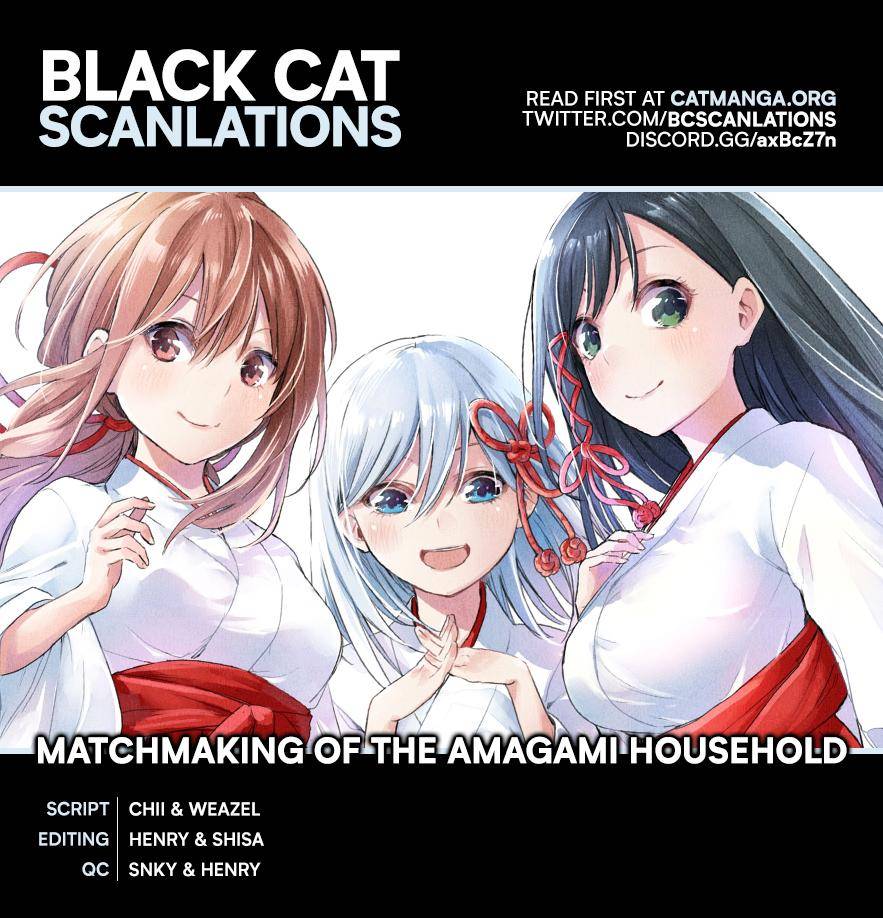 BLACK CAT
SCANLATIONS
READ FIRST AT CATMANGA.ORG
TWITTER.COM/BCSCANLATIONS
DISCORD.GG/axBcZ7n
MATCHMAKING OF THE AMAGAMI HOUSEHOLD
SCRIPT CHII & WEAZEL
EDITING HENRY & SHISA
QC SNKY & HENRY